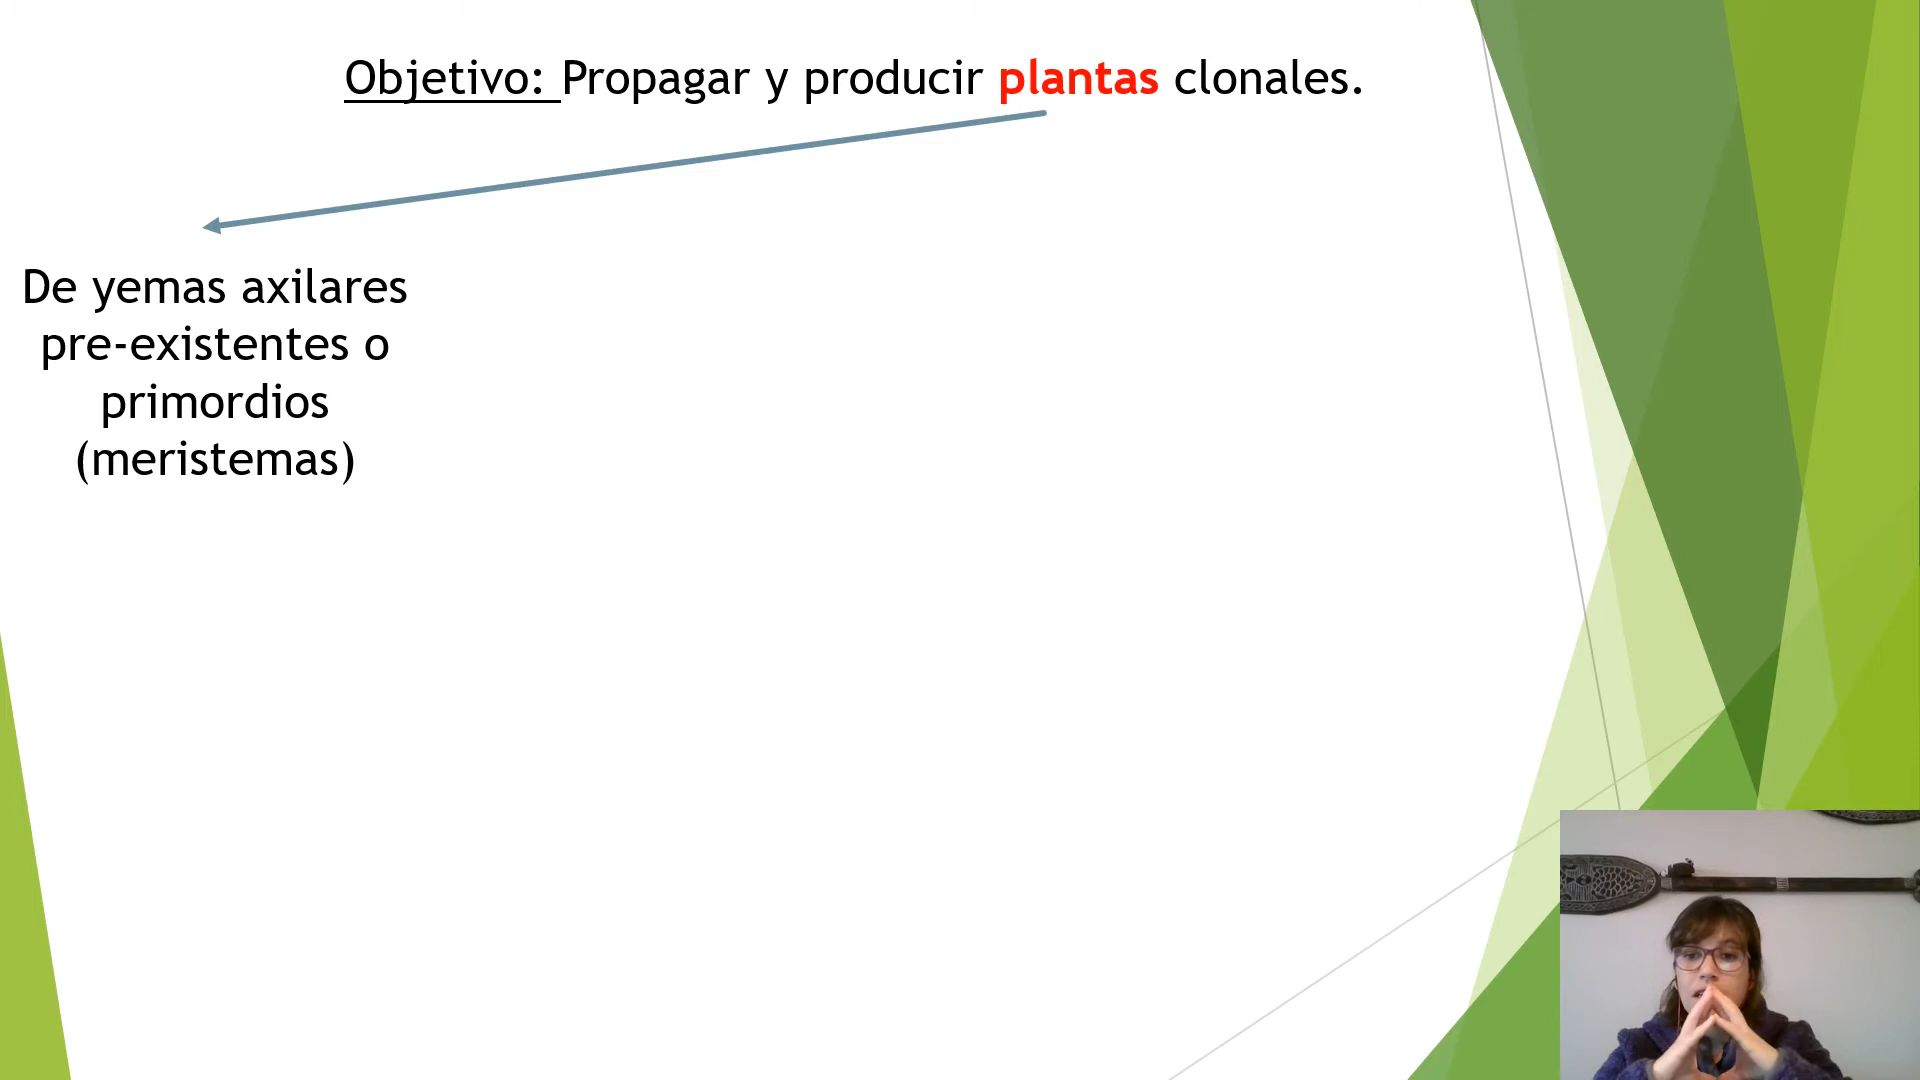 Objetivo: Propagar y producir plantas clonales.
De yemas axilares
pre-existentes o
primordios
(meristemas)